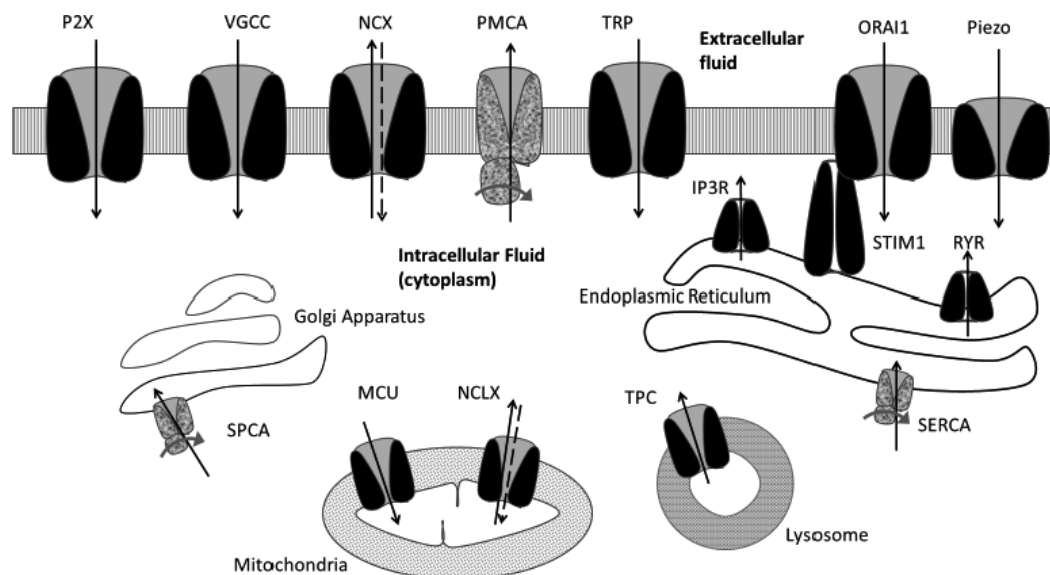 P2X
VGCC
NCX
PMCA
TRP
Extracellular
fluid
ORAI1
Piezo
IP3R
STIM1
RYR
Intracellular Fluid
(cytoplasm)
Endoplasmic Reticulum
Golgi Apparatus
MCU
NCLX
TPC
SPCA
SERCA
Lysosome
Mitochondria